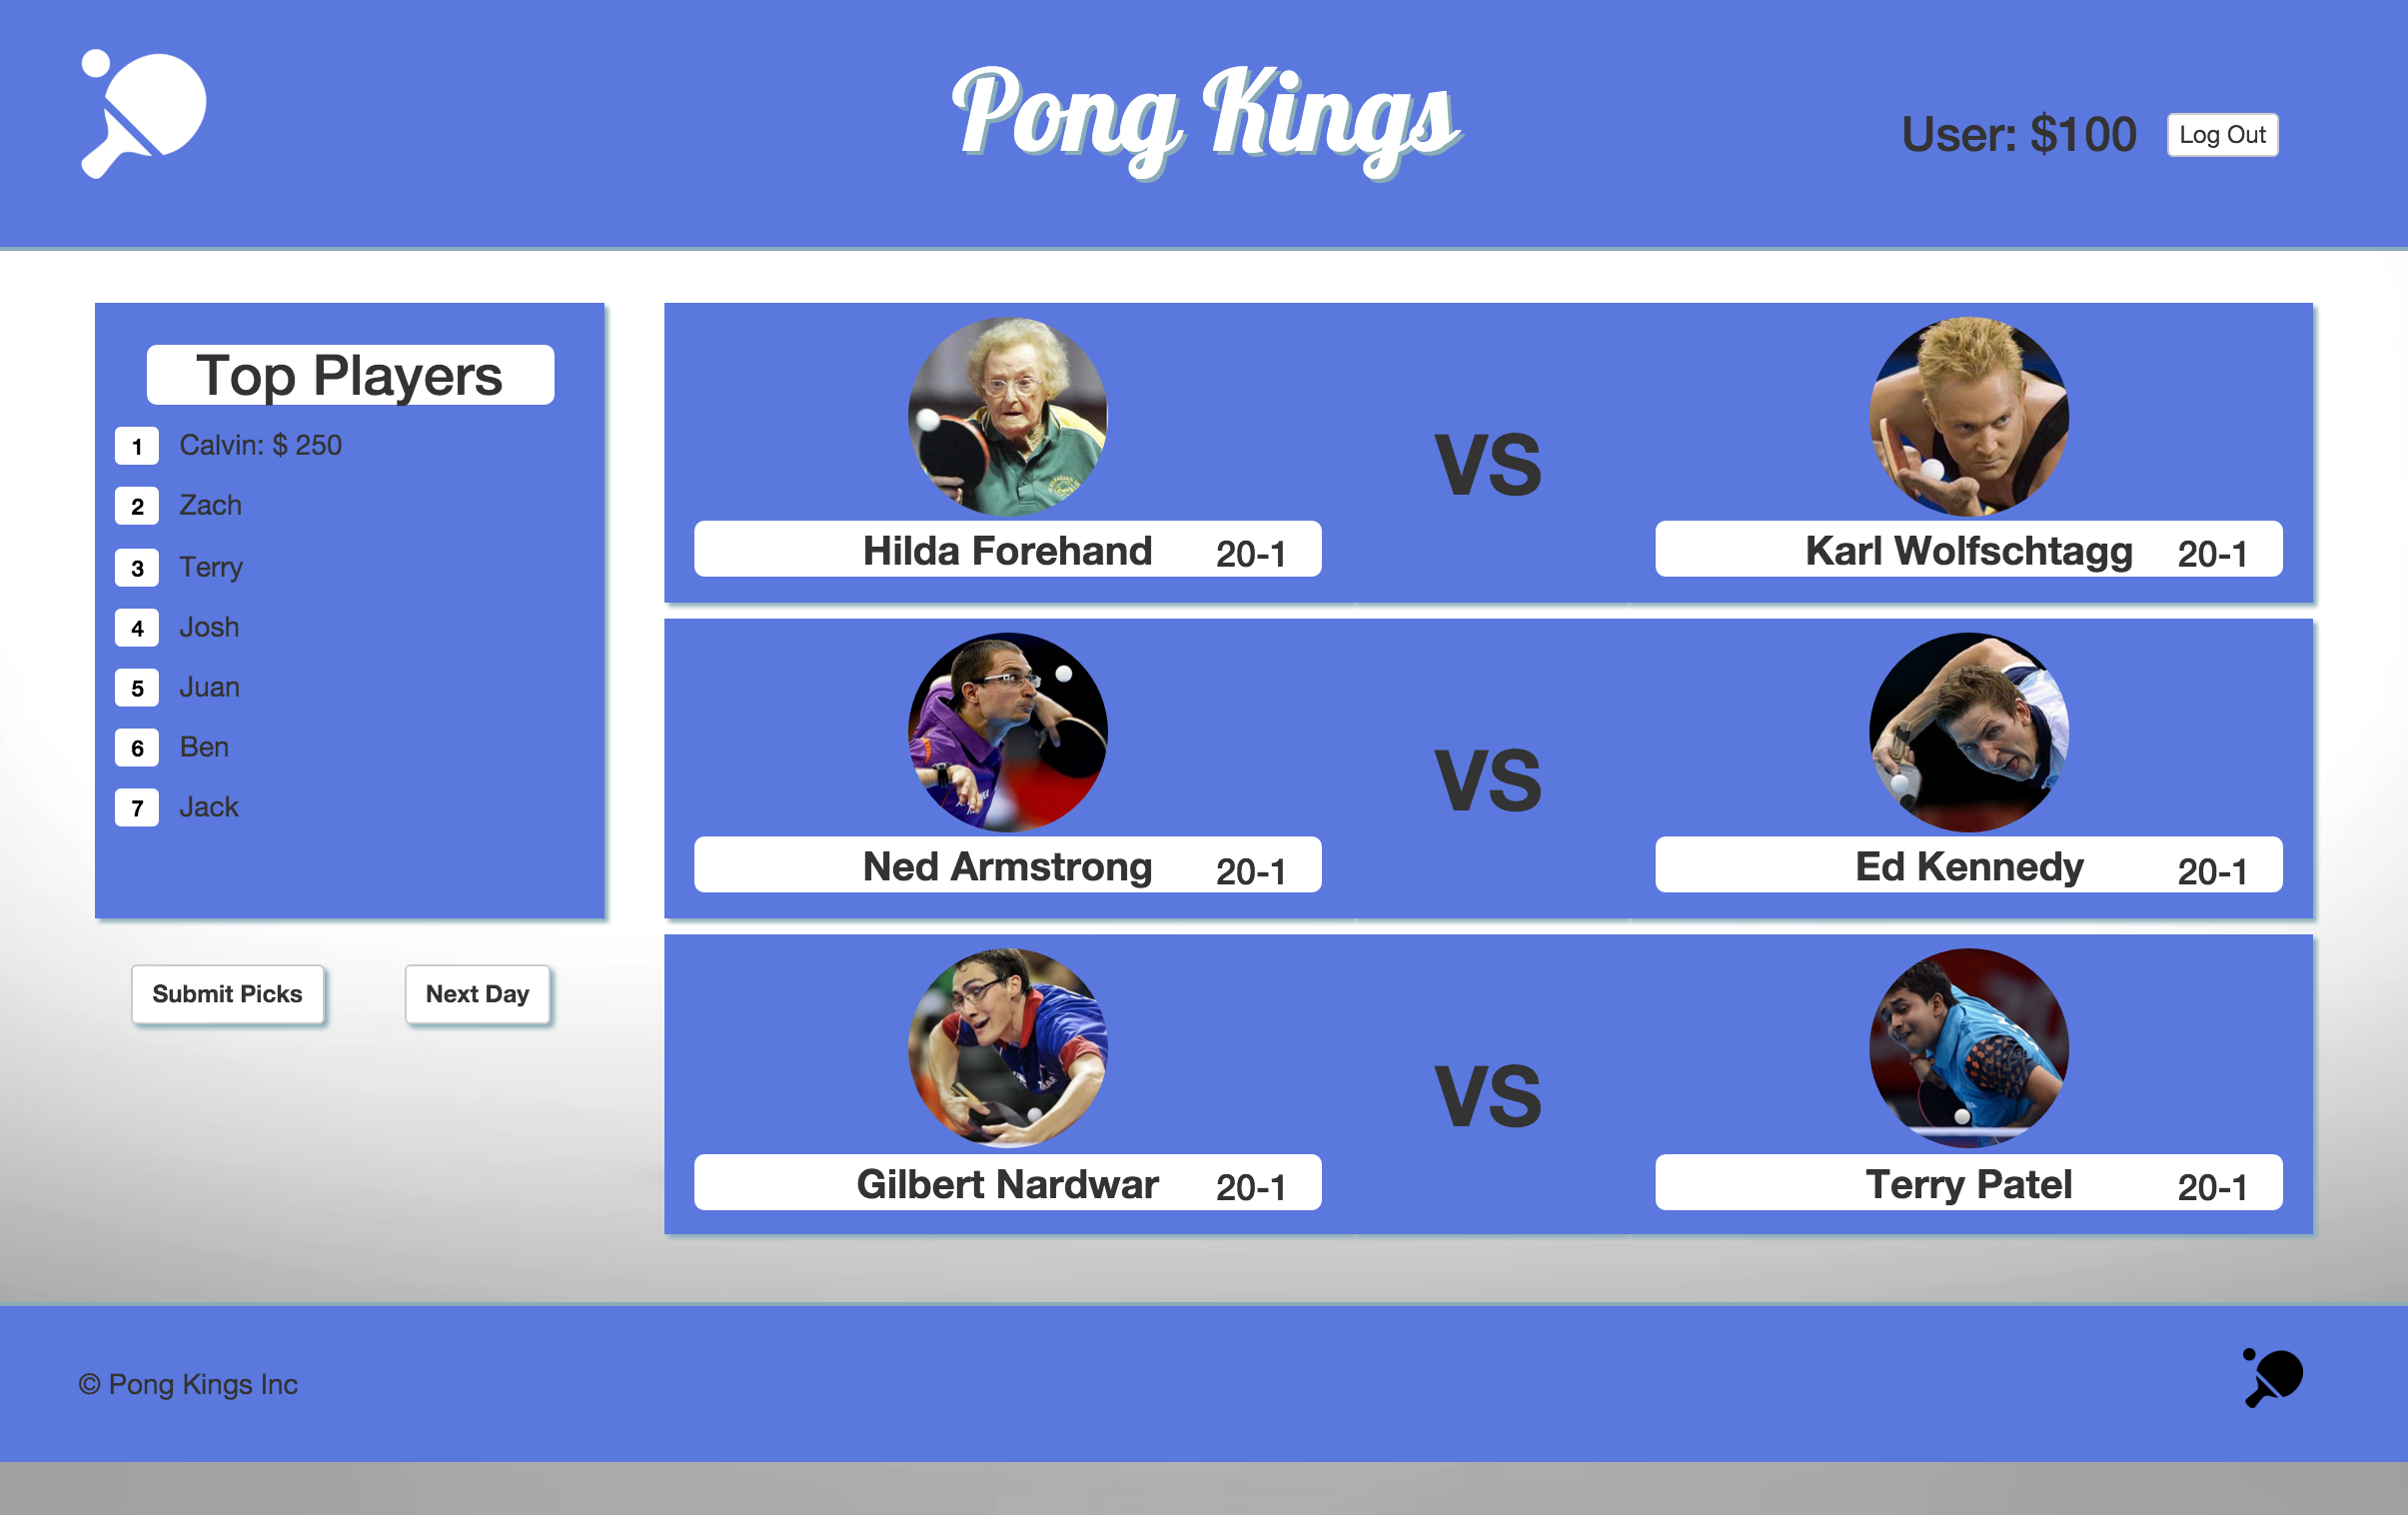 Pong Kings
User: $100
Log Out
Top Players
1 Calvin: $ 250
2 Zach
3 Terry
4 Josh
5 Juan
6 Ben
7 Jack
Submit Picks
Next Day
VS
Hilda Forehand 20-1
Karl Wolfschtagg 20-1
VS
Ned Armstrong 20-1
Ed Kennedy 20-1
VS
Gilbert Nardwar 20-1
Terry Patel 20-1
© Pong Kings Inc